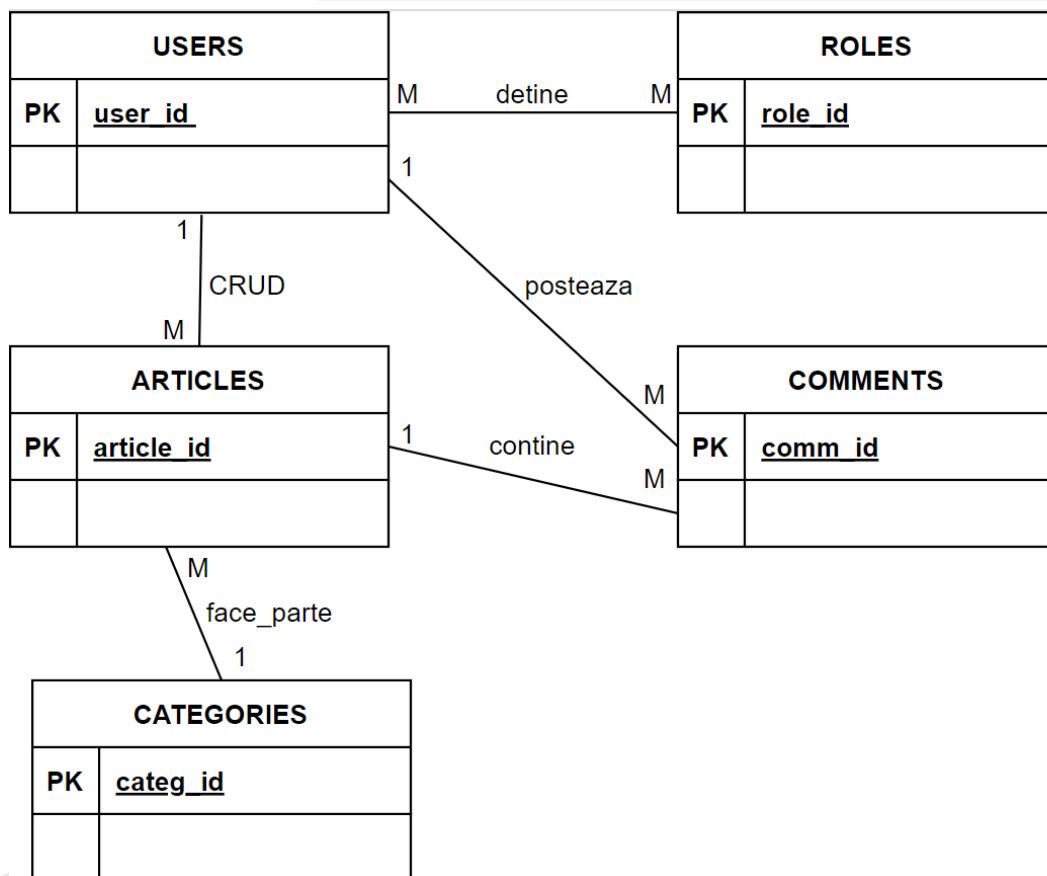 USERS
PK user_id
ROLES
PK role_id
M detine M
1
1
CRUD
posteaza
M
M
ARTICLES
PK article_id
COMMENTS
PK comm_id
1 contine
M
M
face_parte
1
CATEGORIES
PK categ_id